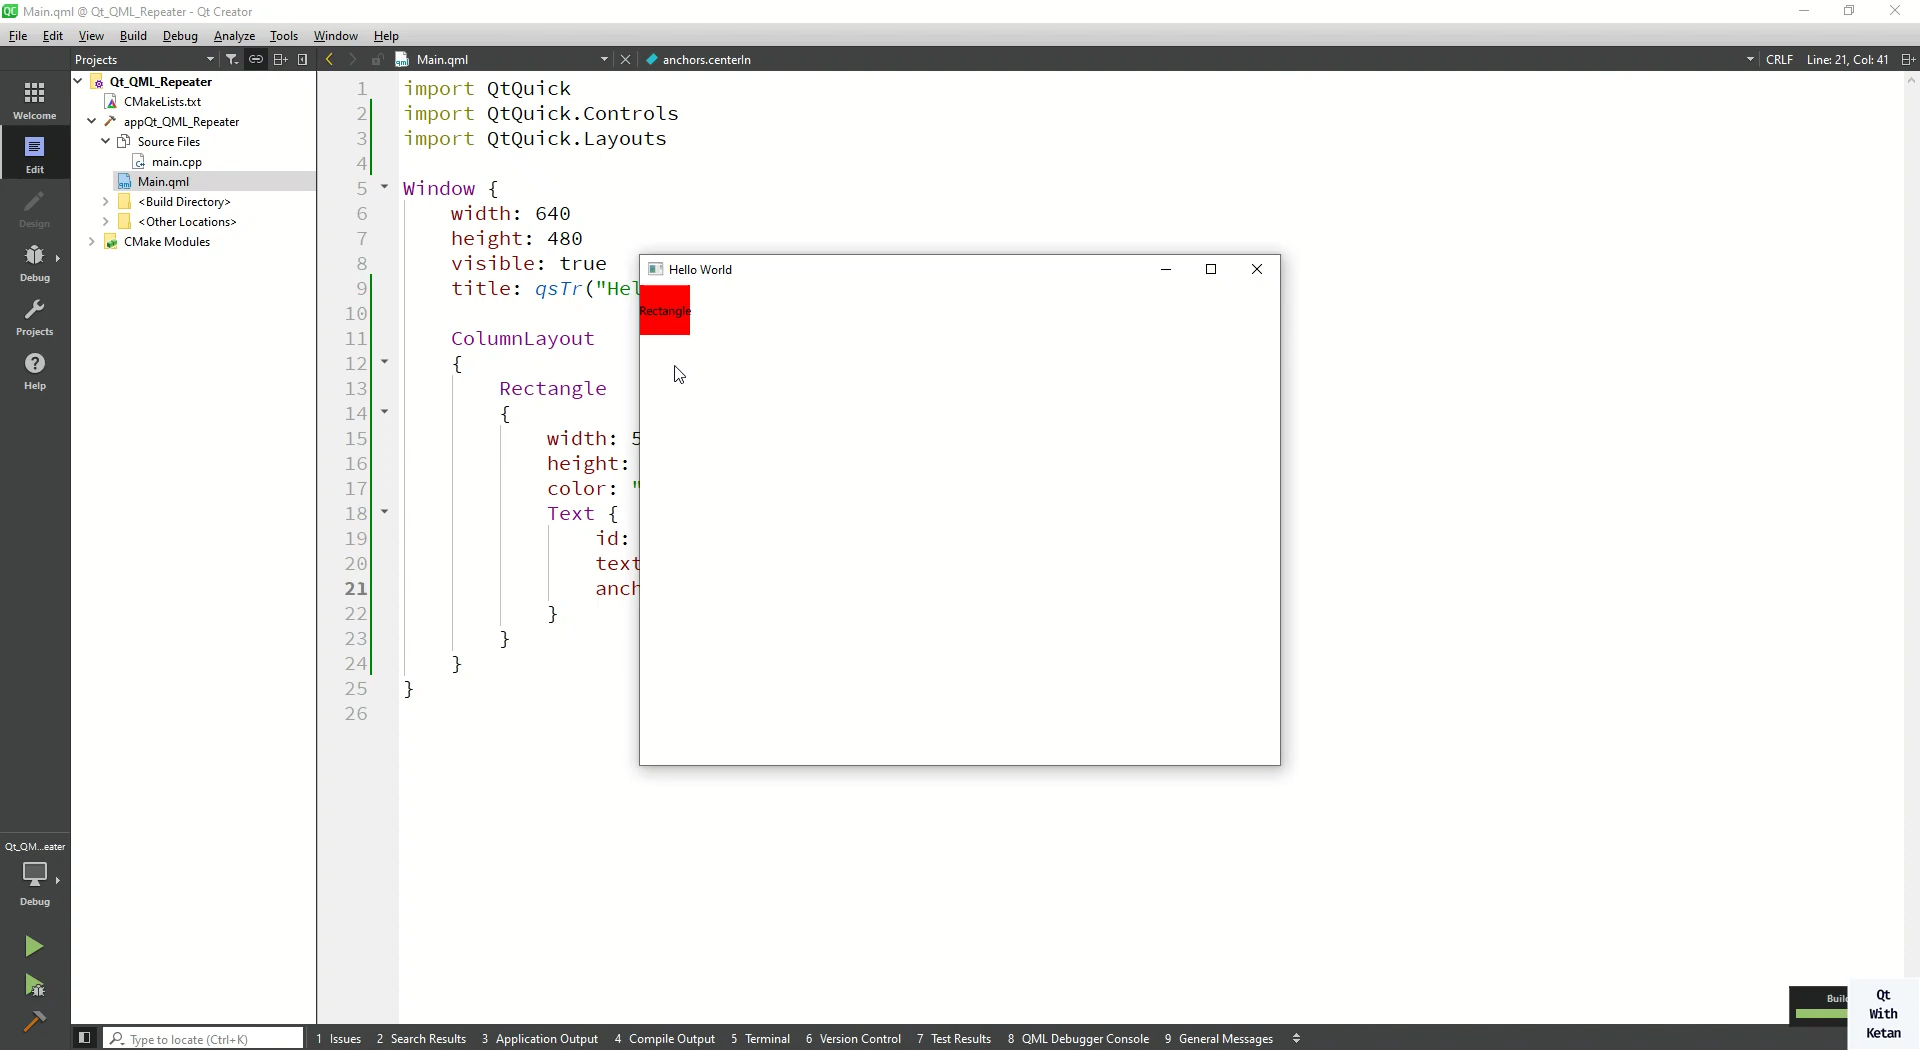 Main.qml @ Qt_QML_Repeater - Qt Creator
File Edit View Build Debug Analyze Tools Window Help
Projects Main.qml anchors.centerIn CRLF Line: 21, Col: 41
Welcome
Edit
Design
Debug
Projects
Help
Qt_QML_Repeater
CMakeLists.txt
appQt_QML_Repeater
Source Files
main.cpp
Main.qml
<Build Directory>
<Other Locations>
CMake Modules
1 import QtQuick
2 import QtQuick.Controls
3 import QtQuick.Layouts
4
5 Window {
6 width: 640
7 height: 480
8 visible: true
9 title: qsTr("Hel
10
11 ColumnLayout
12 {
13 Rectangle
14 {
15 width: 5
16 height:
17 color: "
18 Text {
19 id:
20 text
21 anch
22 }
23 }
24 }
25 }
26
Hello World
Rectangle
Qt_QM...eater
Debug
Build
Qt
With
Ketan
Type to locate (Ctrl+K) 1 Issues 2 Search Results 3 Application Output 4 Compile Output 5 Terminal 6 Version Control 7 Test Results 8 QML Debugger Console 9 General Messages